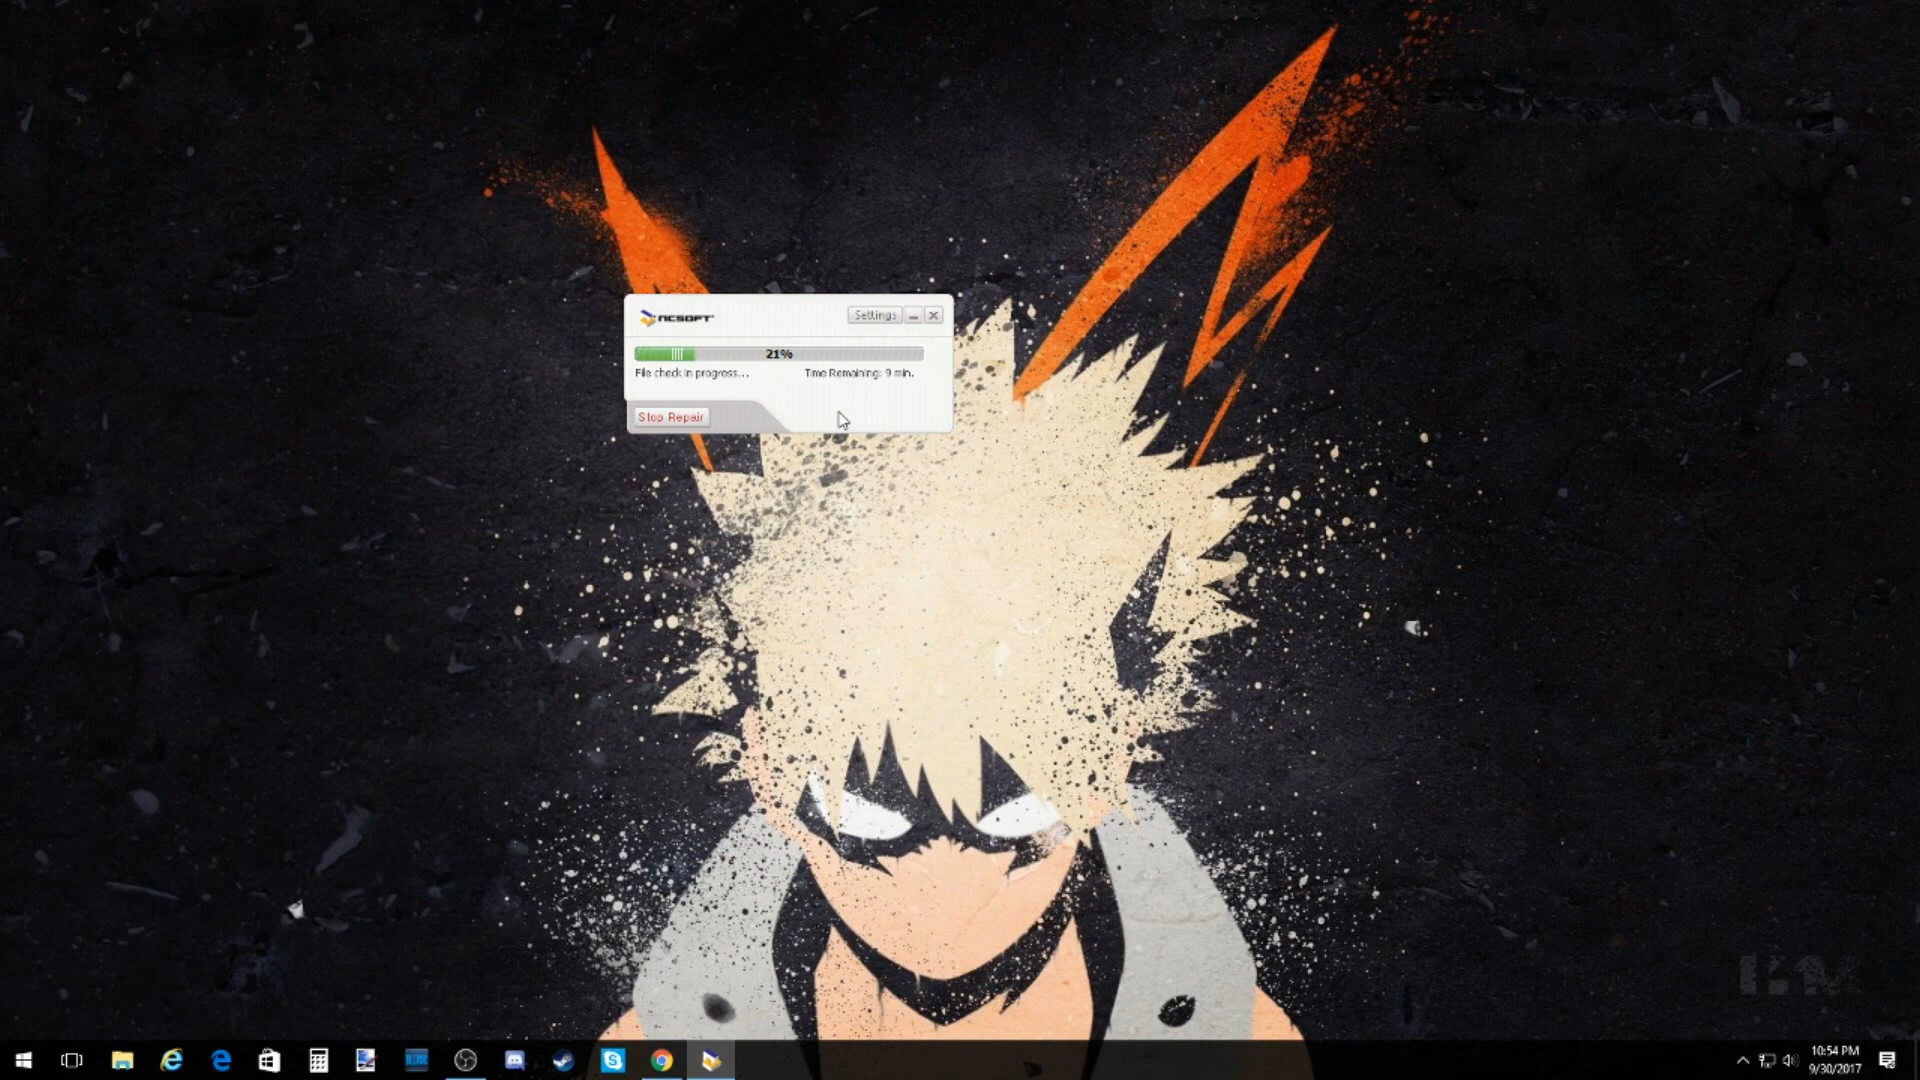 NCSOFT
Settings
21%
File check in progress...
Time Remaining: 9 min.
Stop Repair
10:54 PM
9/30/2017